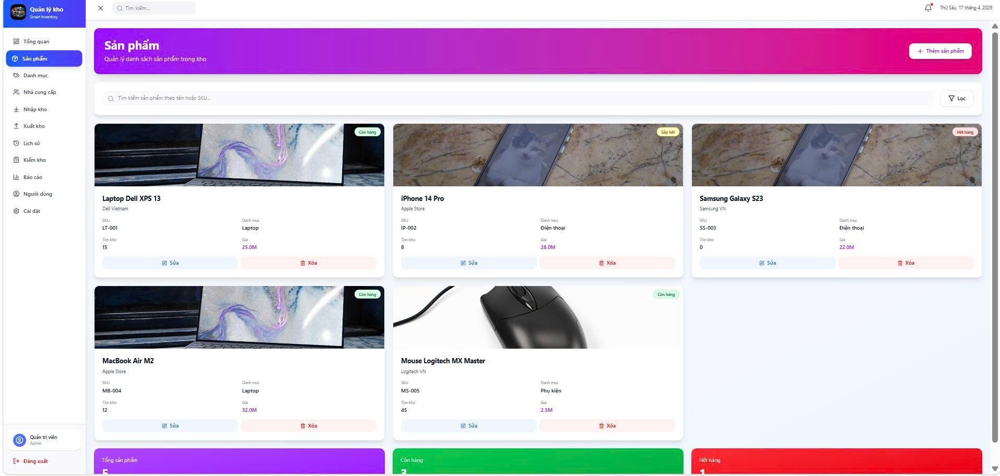 Quản lý kho
Smart Inventory
Tìm kiếm...
Thứ Sáu, 17 tháng 4, 2026
Tổng quan
Sản phẩm
Danh mục
Nhà cung cấp
Nhập kho
Xuất kho
Lịch sử
Kiểm kho
Báo cáo
Người dùng
Cài đặt
Quản trị viên
Admin
Đăng xuất
Sản phẩm
Quản lý danh sách sản phẩm trong kho
Thêm sản phẩm
Tìm kiếm sản phẩm theo tên hoặc SKU...
Lọc
Còn hàng
Laptop Dell XPS 13
Dell Vietnam
SKU
Danh mục
LT-001
Laptop
Tồn kho
Giá
15
25.0M
Sửa
Xóa
Sắp hết
iPhone 14 Pro
Apple Store
SKU
Danh mục
IP-002
Điện thoại
Tồn kho
Giá
8
28.0M
Sửa
Xóa
Hết hàng
Samsung Galaxy S23
Samsung VN
SKU
Danh mục
SS-003
Điện thoại
Tồn kho
Giá
0
22.0M
Sửa
Xóa
Còn hàng
MacBook Air M2
Apple Store
SKU
Danh mục
MB-004
Laptop
Tồn kho
Giá
12
32.0M
Sửa
Xóa
Còn hàng
Mouse Logitech MX Master
Logitech VN
SKU
Danh mục
MS-005
Phụ kiện
Tồn kho
Giá
45
2.5M
Sửa
Xóa
Tổng sản phẩm
5
Còn hàng
3
Hết hàng
1